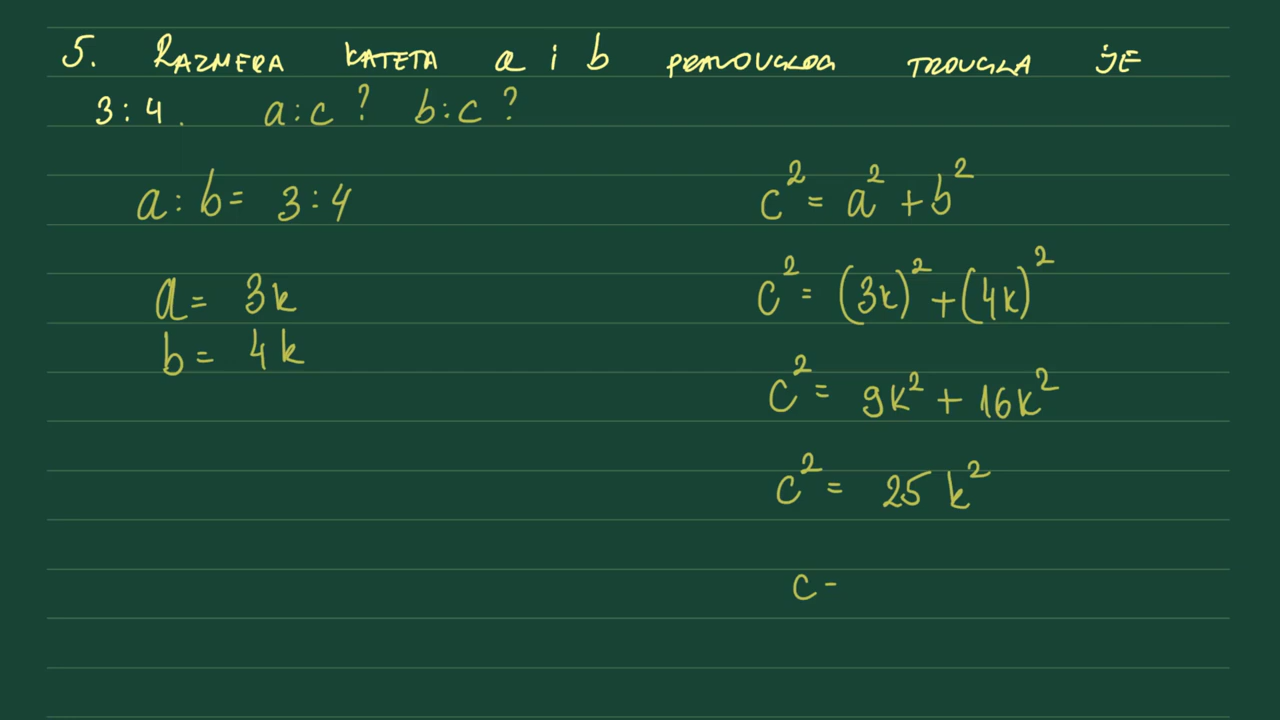 5. RAZMERA KATETA a i b PRAVOUGLOG TROUGLA JE
3:4. a:c? b:c?
a:b= 3:4
a= 3k
b= 4k
c² = a² + b²
c² = (3k)² + (4k)²
c² = 9k² + 16k²
c² = 25 k²
c -